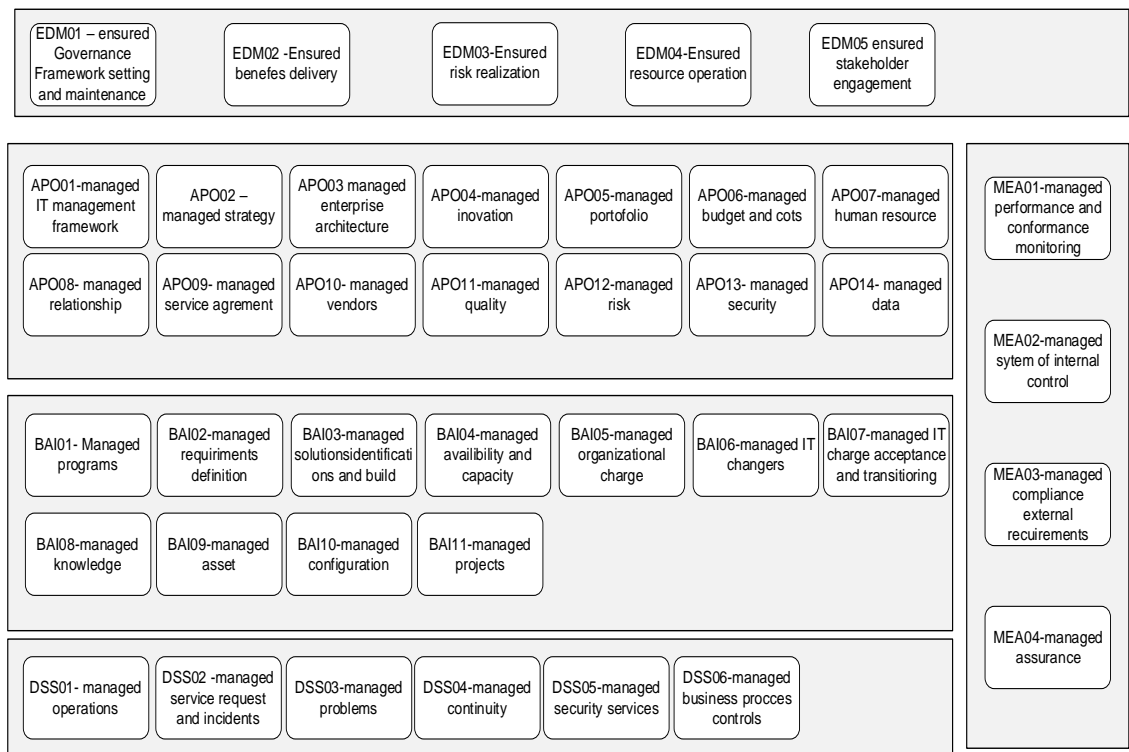 EDM01 – ensured
Governance
Framework setting
and maintenance
EDM02 -Ensured
benefes delivery
EDM03-Ensured
risk realization
EDM04-Ensured
resource operation
EDM05 ensured
stakeholder
engagement
APO01-managed
IT management
framework
APO02 –
managed strategy
APO03 managed
enterprise
architecture
APO04-managed
inovation
APO05-managed
portofolio
APO06-managed
budget and cots
APO07-managed
human resource
APO08- managed
relationship
APO09- managed
service agrement
APO10- managed
vendors
APO11-managed
quality
APO12-managed
risk
APO13- managed
security
APO14- managed
data
BAI01- Managed
programs
BAI02-managed
requiriments
definition
BAI03-managed
solutionsidentificati
ons and build
BAI04-managed
availibility and
capacity
BAI05-managed
organizational
charge
BAI06-managed IT
changers
BAI07-managed IT
charge acceptance
and transitioring
BAI08-managed
knowledge
BAI09-managed
asset
BAI10-managed
configuration
BAI11-managed
projects
DSS01- managed
operations
DSS02 -managed
service request
and incidents
DSS03-managed
problems
DSS04-managed
continuity
DSS05-managed
security services
DSS06-managed
business procces
controls
MEA01-managed
performance and
conformance
monitoring
MEA02-managed
sytem of internal
control
MEA03-managed
compliance
external
recuirements
MEA04-managed
assurance